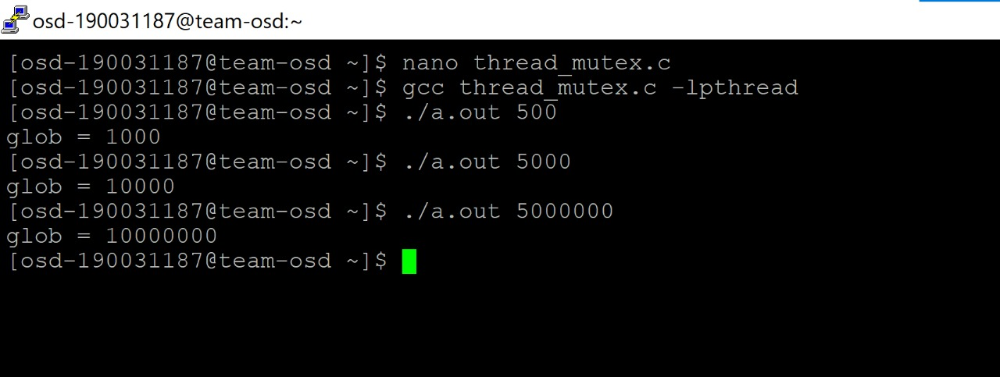 osd-190031187@team-osd:~
[osd-190031187@team-osd ~]$ nano thread_mutex.c
[osd-190031187@team-osd ~]$ gcc thread_mutex.c -lpthread
[osd-190031187@team-osd ~]$ ./a.out 500
glob = 1000
[osd-190031187@team-osd ~]$ ./a.out 5000
glob = 10000
[osd-190031187@team-osd ~]$ ./a.out 5000000
glob = 10000000
[osd-190031187@team-osd ~]$